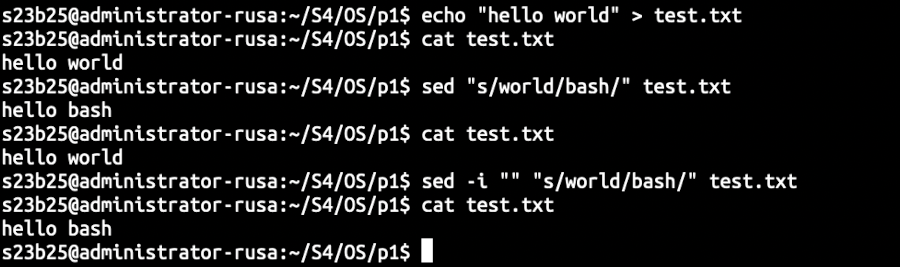 s23b25@administrator-rusa:~/S4/OS/p1$ echo "hello world" > test.txt
s23b25@administrator-rusa:~/S4/OS/p1$ cat test.txt
hello world
s23b25@administrator-rusa:~/S4/OS/p1$ sed "s/world/bash/" test.txt
hello bash
s23b25@administrator-rusa:~/S4/OS/p1$ cat test.txt
hello world
s23b25@administrator-rusa:~/S4/OS/p1$ sed -i "" "s/world/bash/" test.txt
s23b25@administrator-rusa:~/S4/OS/p1$ cat test.txt
hello bash
s23b25@administrator-rusa:~/S4/OS/p1$